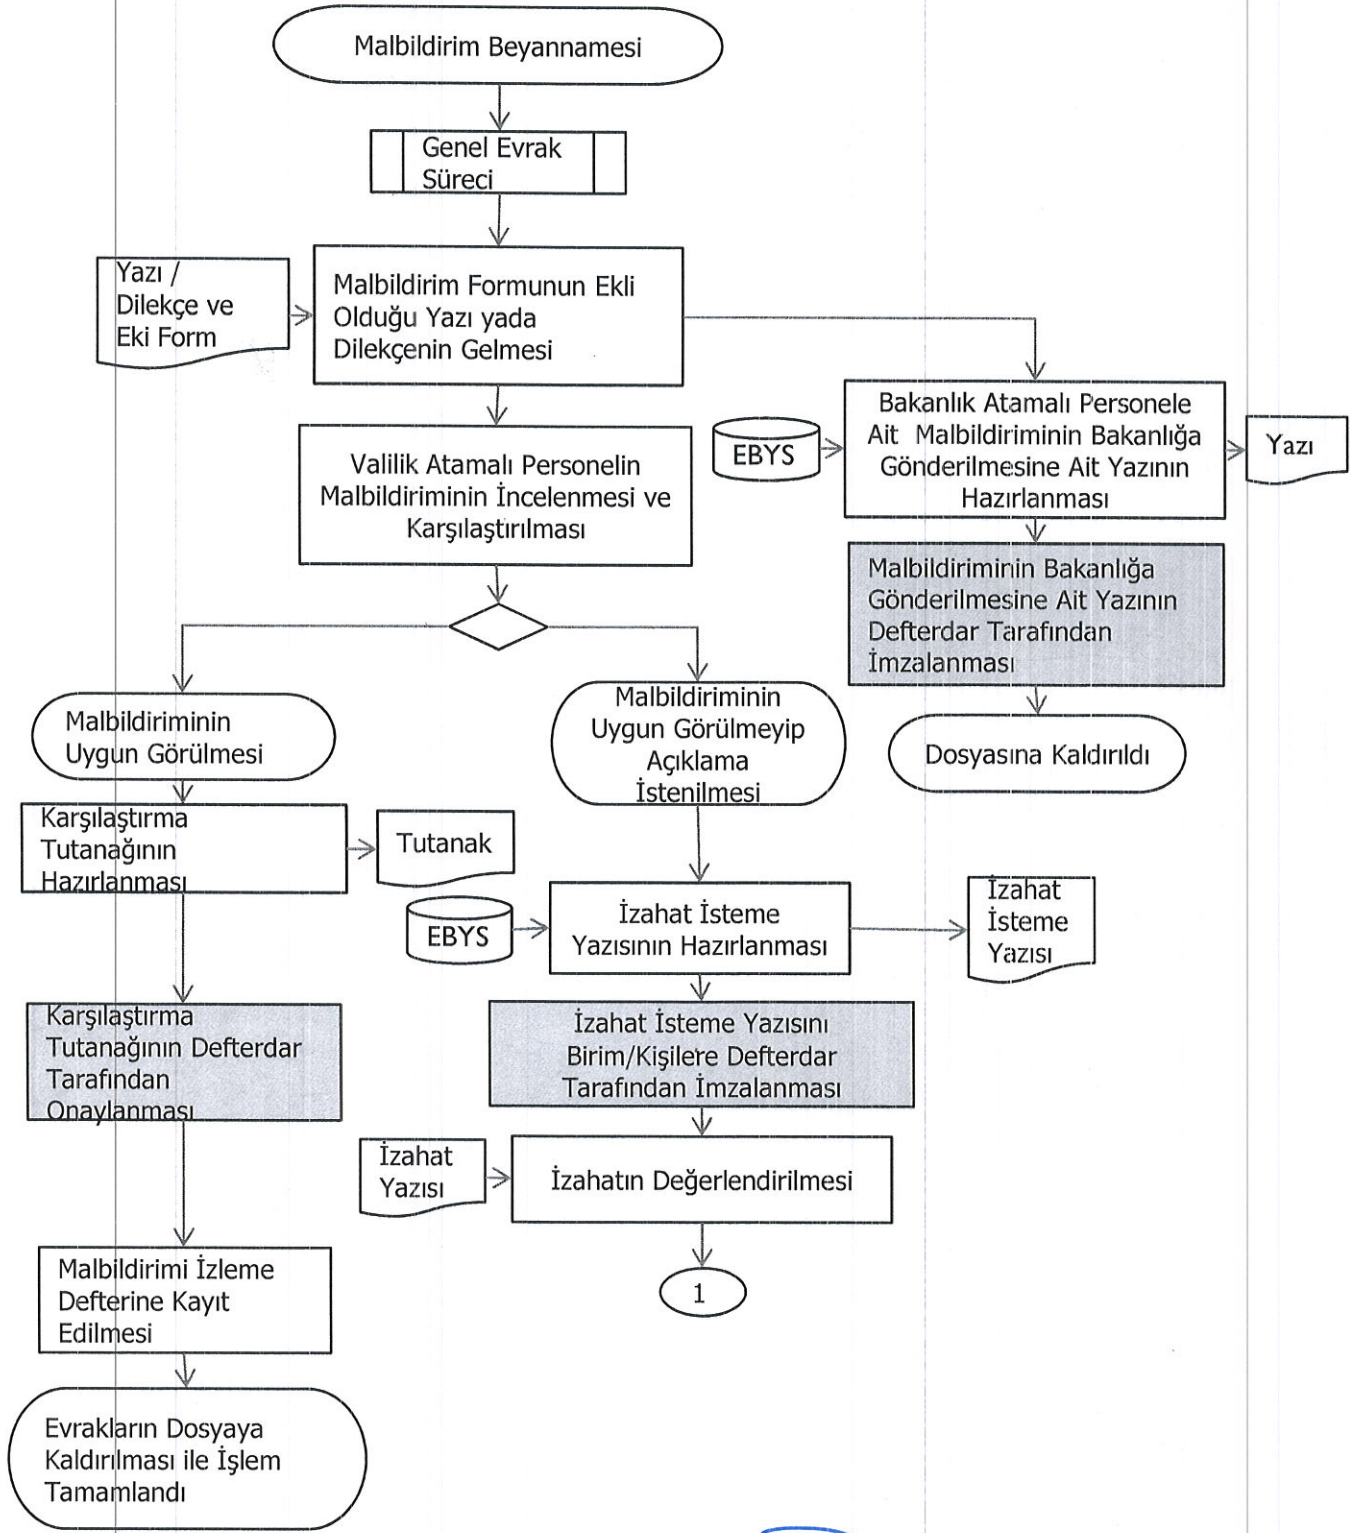 Malbildirim Beyannamesi
Genel Evrak
Süreci
Yazı /
Dilekçe ve
Eki Form
Malbildirim Formunun Ekli
Olduğu Yazı yada
Dilekçenin Gelmesi
Bakanlık Atamalı Personele
Ait Malbildiriminin Bakanlığa
Gönderilmesine Ait Yazının
Hazırlanması
EBYS
Yazı
Valilik Atamalı Personelin
Malbildiriminin İncelenmesi ve
Karşılaştırılması
Malbildiriminin Bakanlığa
Gönderilmesine Ait Yazının
Defterdar Tarafından
İmzalanması
Malbildiriminin
Uygun Görülmesi
Malbildiriminin
Uygun Görülmeyip
Açıklama
İstenilmesi
Dosyasına Kaldırıldı
Karşılaştırma
Tutanağının
Hazırlanması
Tutanak
EBYS
İzahat İsteme
Yazısının Hazırlanması
İzahat
İsteme
Yazısı
Karşılaştırma
Tutanağının Defterdar
Tarafından
Onaylanması
İzahat İsteme Yazısını
Birim/Kişilere Defterdar
Tarafından İmzalanması
İzahat
Yazısı
İzahatın Değerlendirilmesi
Malbildirimi İzleme
Defterine Kayıt
Edilmesi
1
Evrakların Dosyaya
Kaldırılması ile İşlem
Tamamlandı